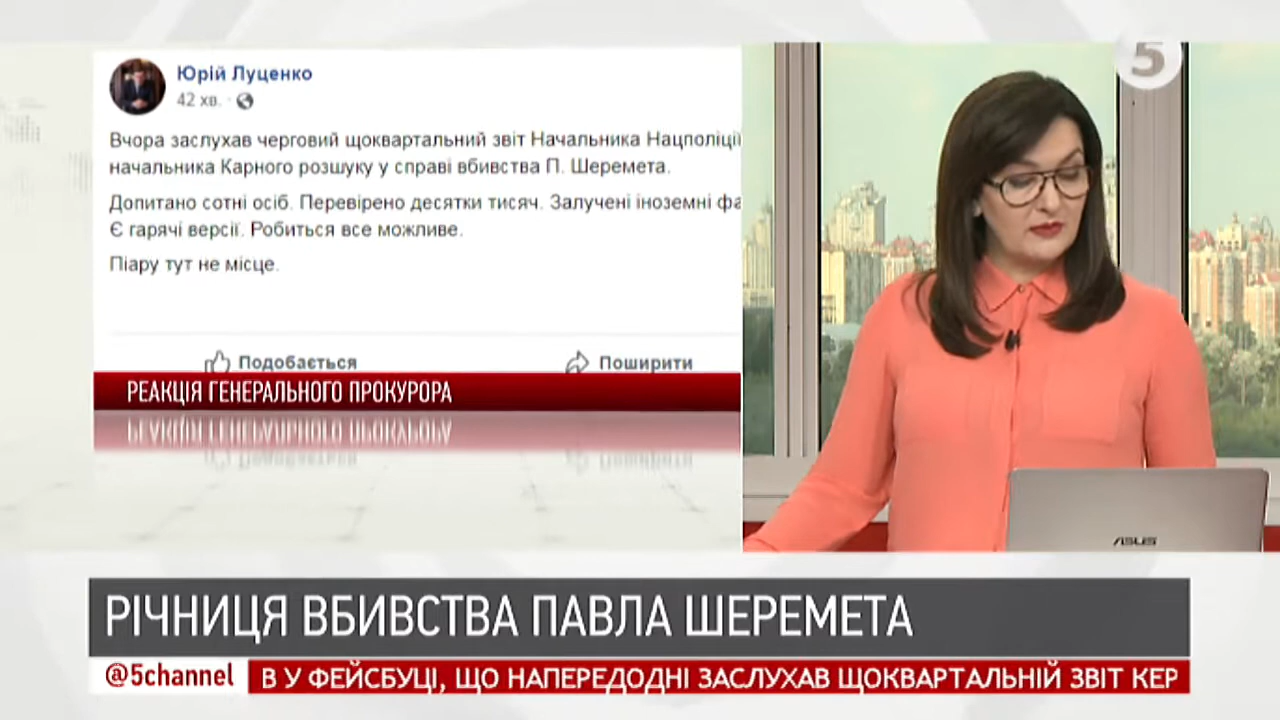 5
Юрій Луценко
42 хв.
Вчора заслухав черговий щоквартальний звіт Начальника Нацполіції
начальника Карного розшуку у справі вбивства П. Шеремета.
Допитано сотні осіб. Перевірено десятки тисяч. Залучені іноземні фа
Є гарячі версії. Робиться все можливе.
Піару тут не місце.
Подобається
Поширити
РЕАКЦІЯ ГЕНЕРАЛЬНОГО ПРОКУРОРА
ASUS
РІЧНИЦЯ ВБИВСТВА ПАВЛА ШЕРЕМЕТА
@5channel
В У ФЕЙСБУЦІ, ЩО НАПЕРЕДОДНІ ЗАСЛУХАВ ЩОКВАРТАЛЬНІЙ ЗВІТ КЕР